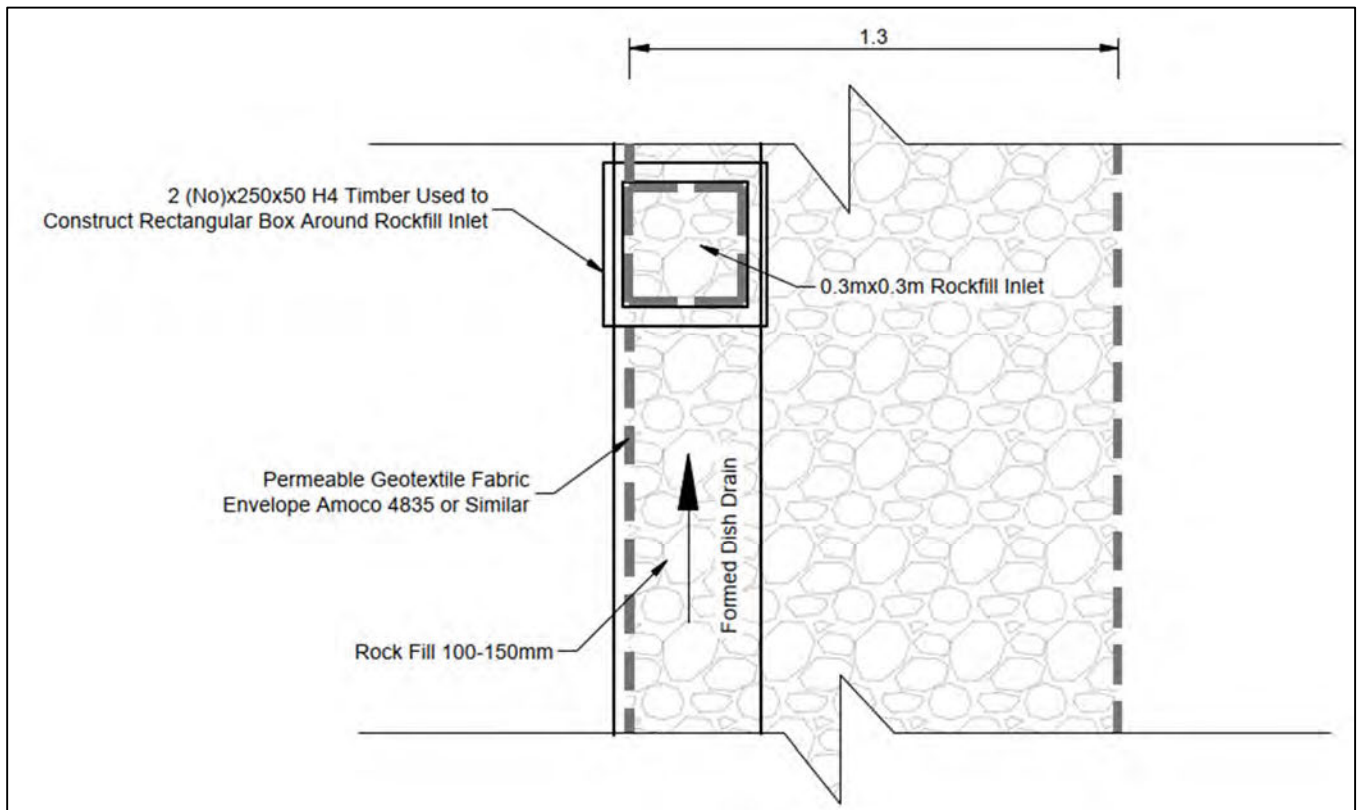 1.3
2 (No)x250x50 H4 Timber Used to
Construct Rectangular Box Around Rockfill Inlet
0.3mx0.3m Rockfill Inlet
Permeable Geotextile Fabric
Envelope Amoco 4835 or Similar
Formed Dish Drain
Rock Fill 100-150mm